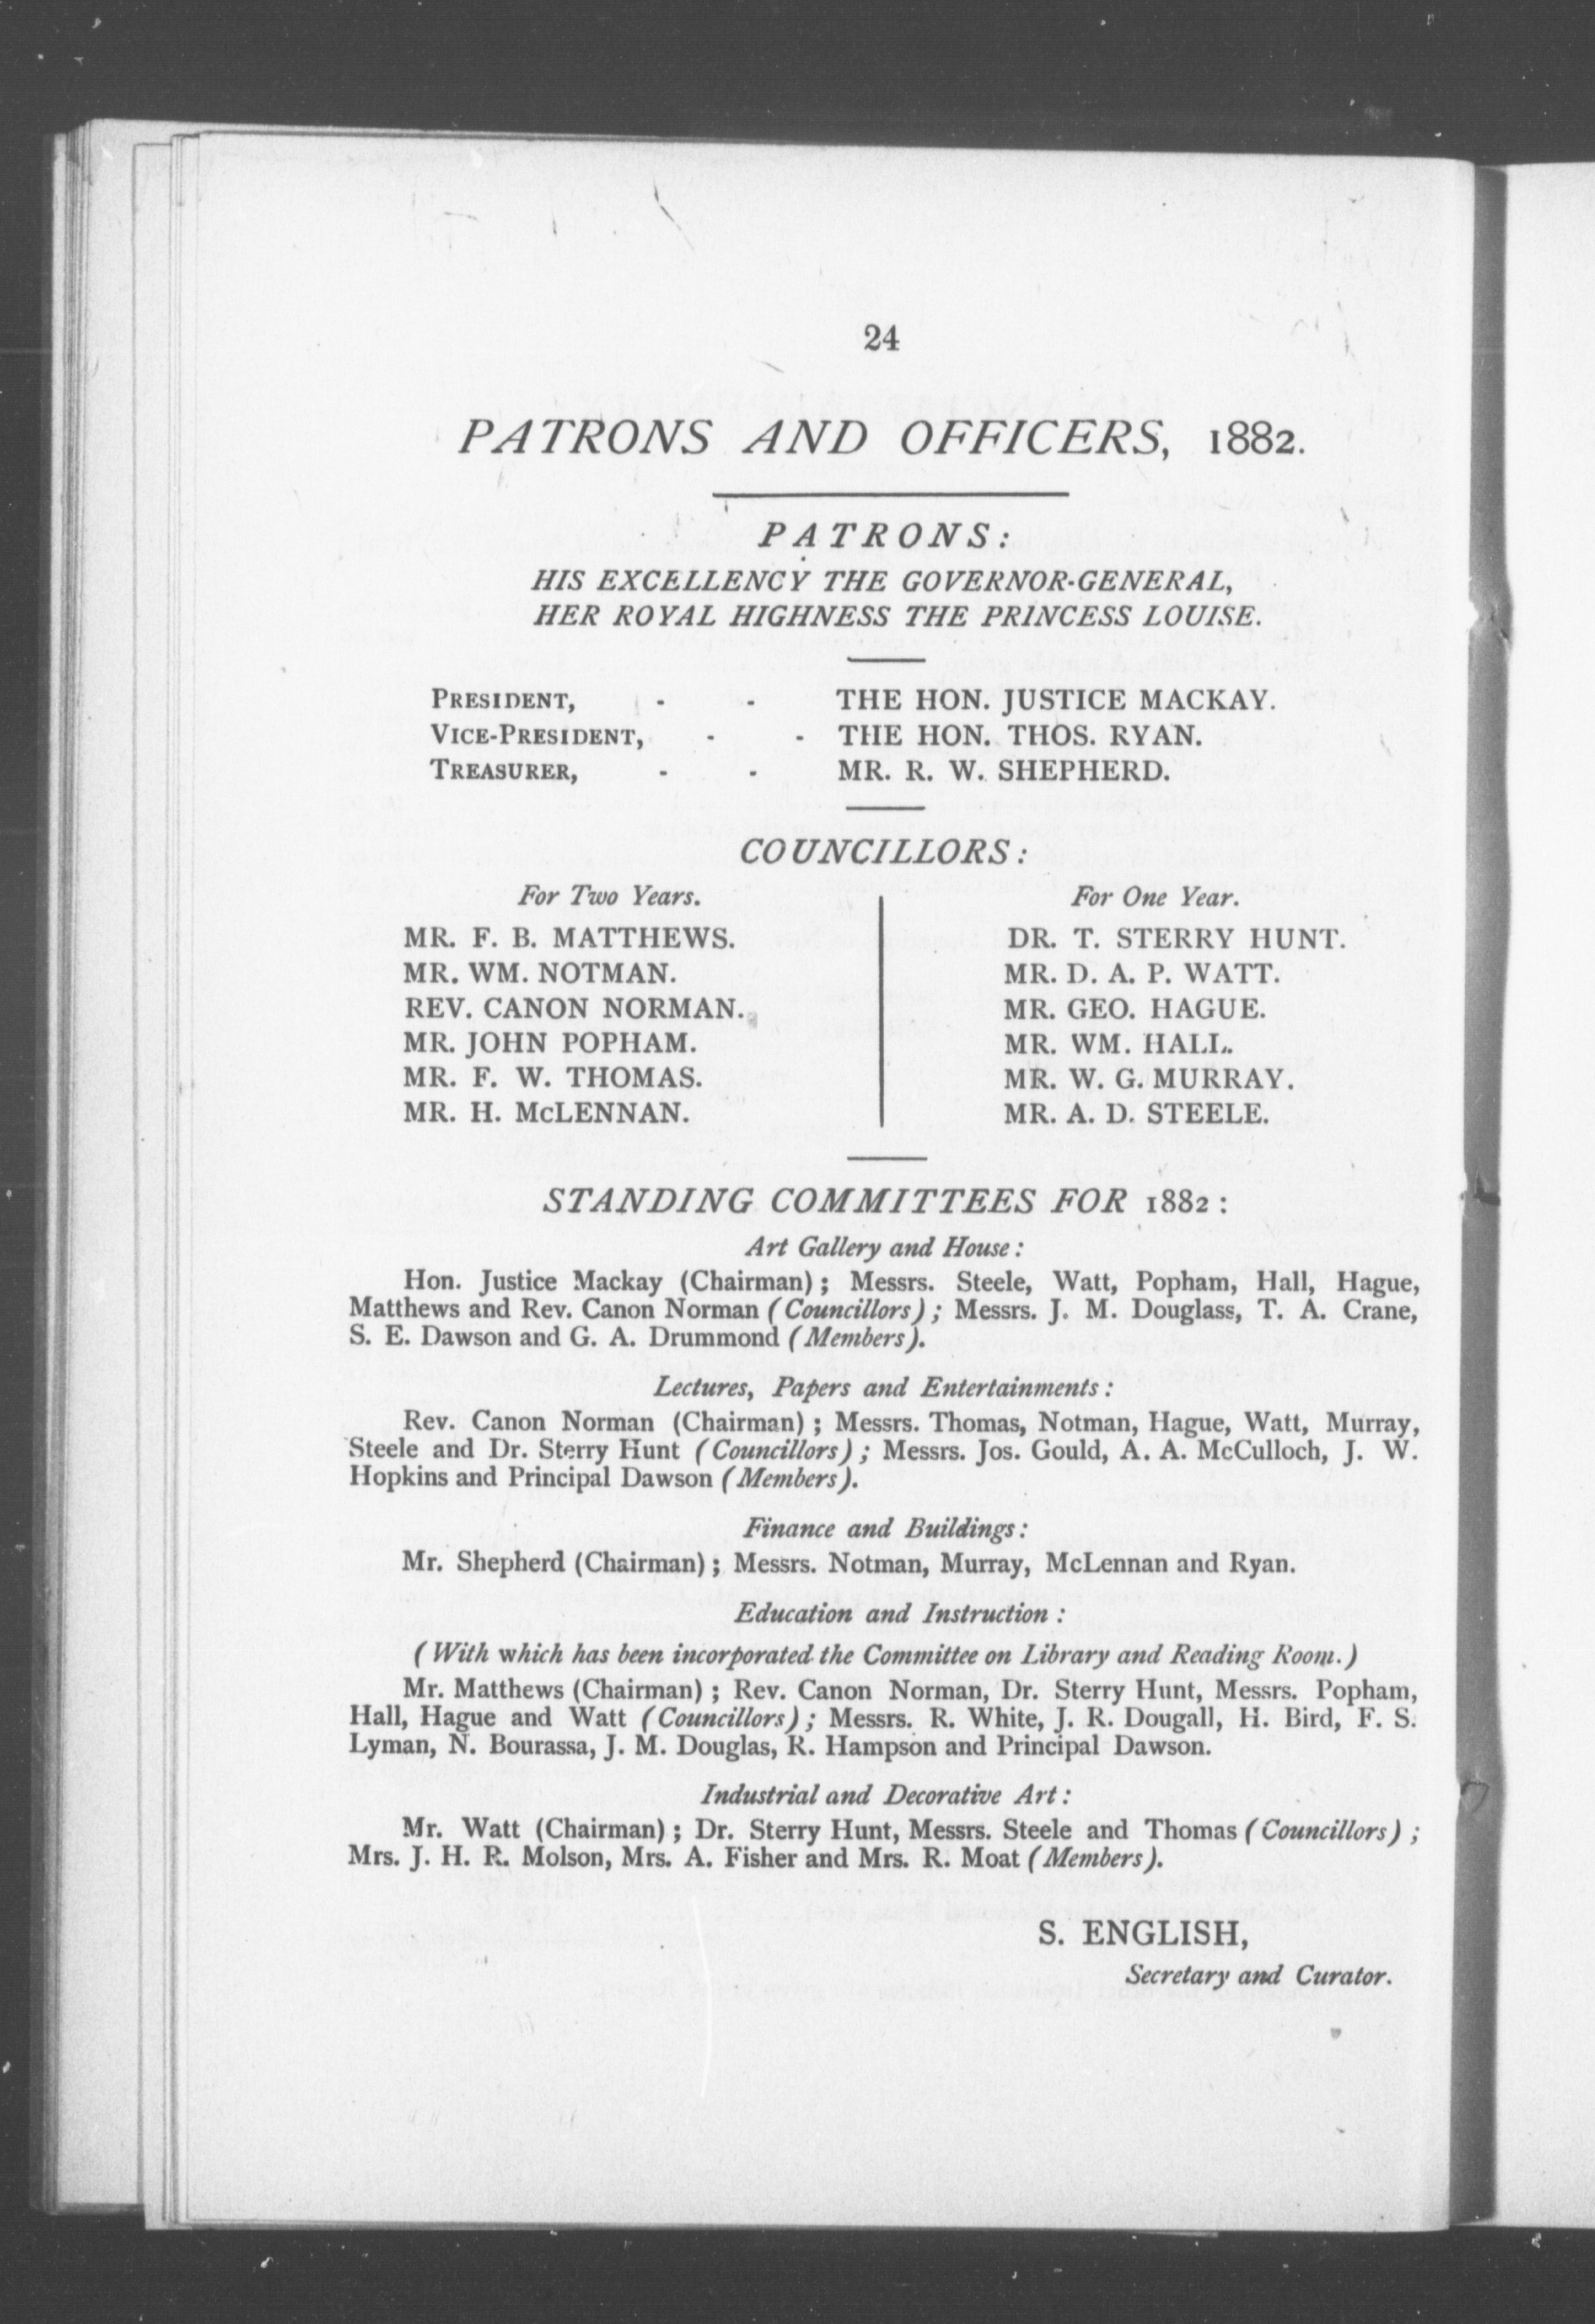 24
PATRONS AND OFFICERS, 1882.
PATRONS:
HIS EXCELLENCY THE GOVERNOR-GENERAL,
HER ROYAL HIGHNESS THE PRINCESS LOUISE.
PRESIDENT, - - THE HON. JUSTICE MACKAY.
VICE-PRESIDENT, - - THE HON. THOS. RYAN.
TREASURER, - - MR. R. W. SHEPHERD.
COUNCILLORS:
For Two Years.
MR. F. B. MATTHEWS.
MR. WM. NOTMAN.
REV. CANON NORMAN.
MR. JOHN POPHAM.
MR. F. W. THOMAS.
MR. H. McLENNAN.
For One Year.
DR. T. STERRY HUNT.
MR. D. A. P. WATT.
MR. GEO. HAGUE.
MR. WM. HALL.
MR. W. G. MURRAY.
MR. A. D. STEELE.
STANDING COMMITTEES FOR 1882:
Art Gallery and House:
Hon. Justice Mackay (Chairman); Messrs. Steele, Watt, Popham, Hall, Hague,
Matthews and Rev. Canon Norman (Councillors); Messrs. J. M. Douglass, T. A. Crane,
S. E. Dawson and G. A. Drummond (Members).
Lectures, Papers and Entertainments:
Rev. Canon Norman (Chairman); Messrs. Thomas, Notman, Hague, Watt, Murray,
Steele and Dr. Sterry Hunt (Councillors); Messrs. Jos. Gould, A. A. McCulloch, J. W.
Hopkins and Principal Dawson (Members).
Finance and Buildings:
Mr. Shepherd (Chairman); Messrs. Notman, Murray, McLennan and Ryan.
Education and Instruction:
(With which has been incorporated the Committee on Library and Reading Room.)
Mr. Matthews (Chairman); Rev. Canon Norman, Dr. Sterry Hunt, Messrs. Popham,
Hall, Hague and Watt (Councillors); Messrs. R. White, J. R. Dougall, H. Bird, F. S.
Lyman, N. Bourassa, J. M. Douglas, R. Hampson and Principal Dawson.
Industrial and Decorative Art:
Mr. Watt (Chairman); Dr. Sterry Hunt, Messrs. Steele and Thomas (Councillors);
Mrs. J. H. R. Molson, Mrs. A. Fisher and Mrs. R. Moat (Members).
S. ENGLISH,
Secretary and Curator.